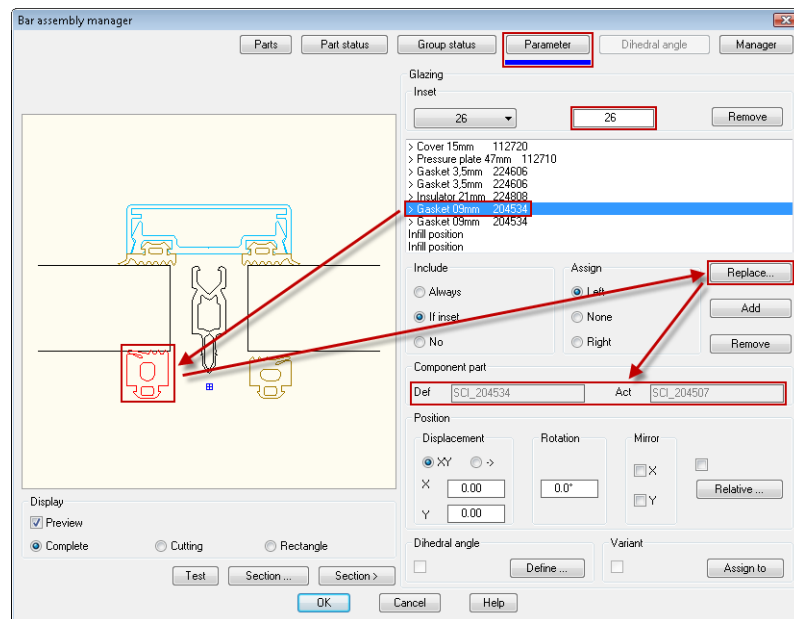 Bar assembly manager
Parts Part status Group status Parameter Dihedral angle Manager
Glazing
Inset
26 26 Remove
> Cover 15mm 112720
> Pressure plate 47mm 112710
> Gasket 3,5mm 224606
> Gasket 3,5mm 224606
> Insulator 21mm 224808
> Gasket 09mm 204534
> Gasket 09mm 204534
Infill position
Infill position
Include Assign Replace...
Always Left Add
If inset None
No Right Remove
Component part
Def SCI_204534 Act SCI_204507
Position
Displacement Rotation Mirror
XY -> X
X 0.00 0.0° Relative ...
Y 0.00 Y
Display
Preview
Complete Cutting Rectangle
Dihedral angle Variant
Define ... Assign to
Test Section ... Section >
OK Cancel Help